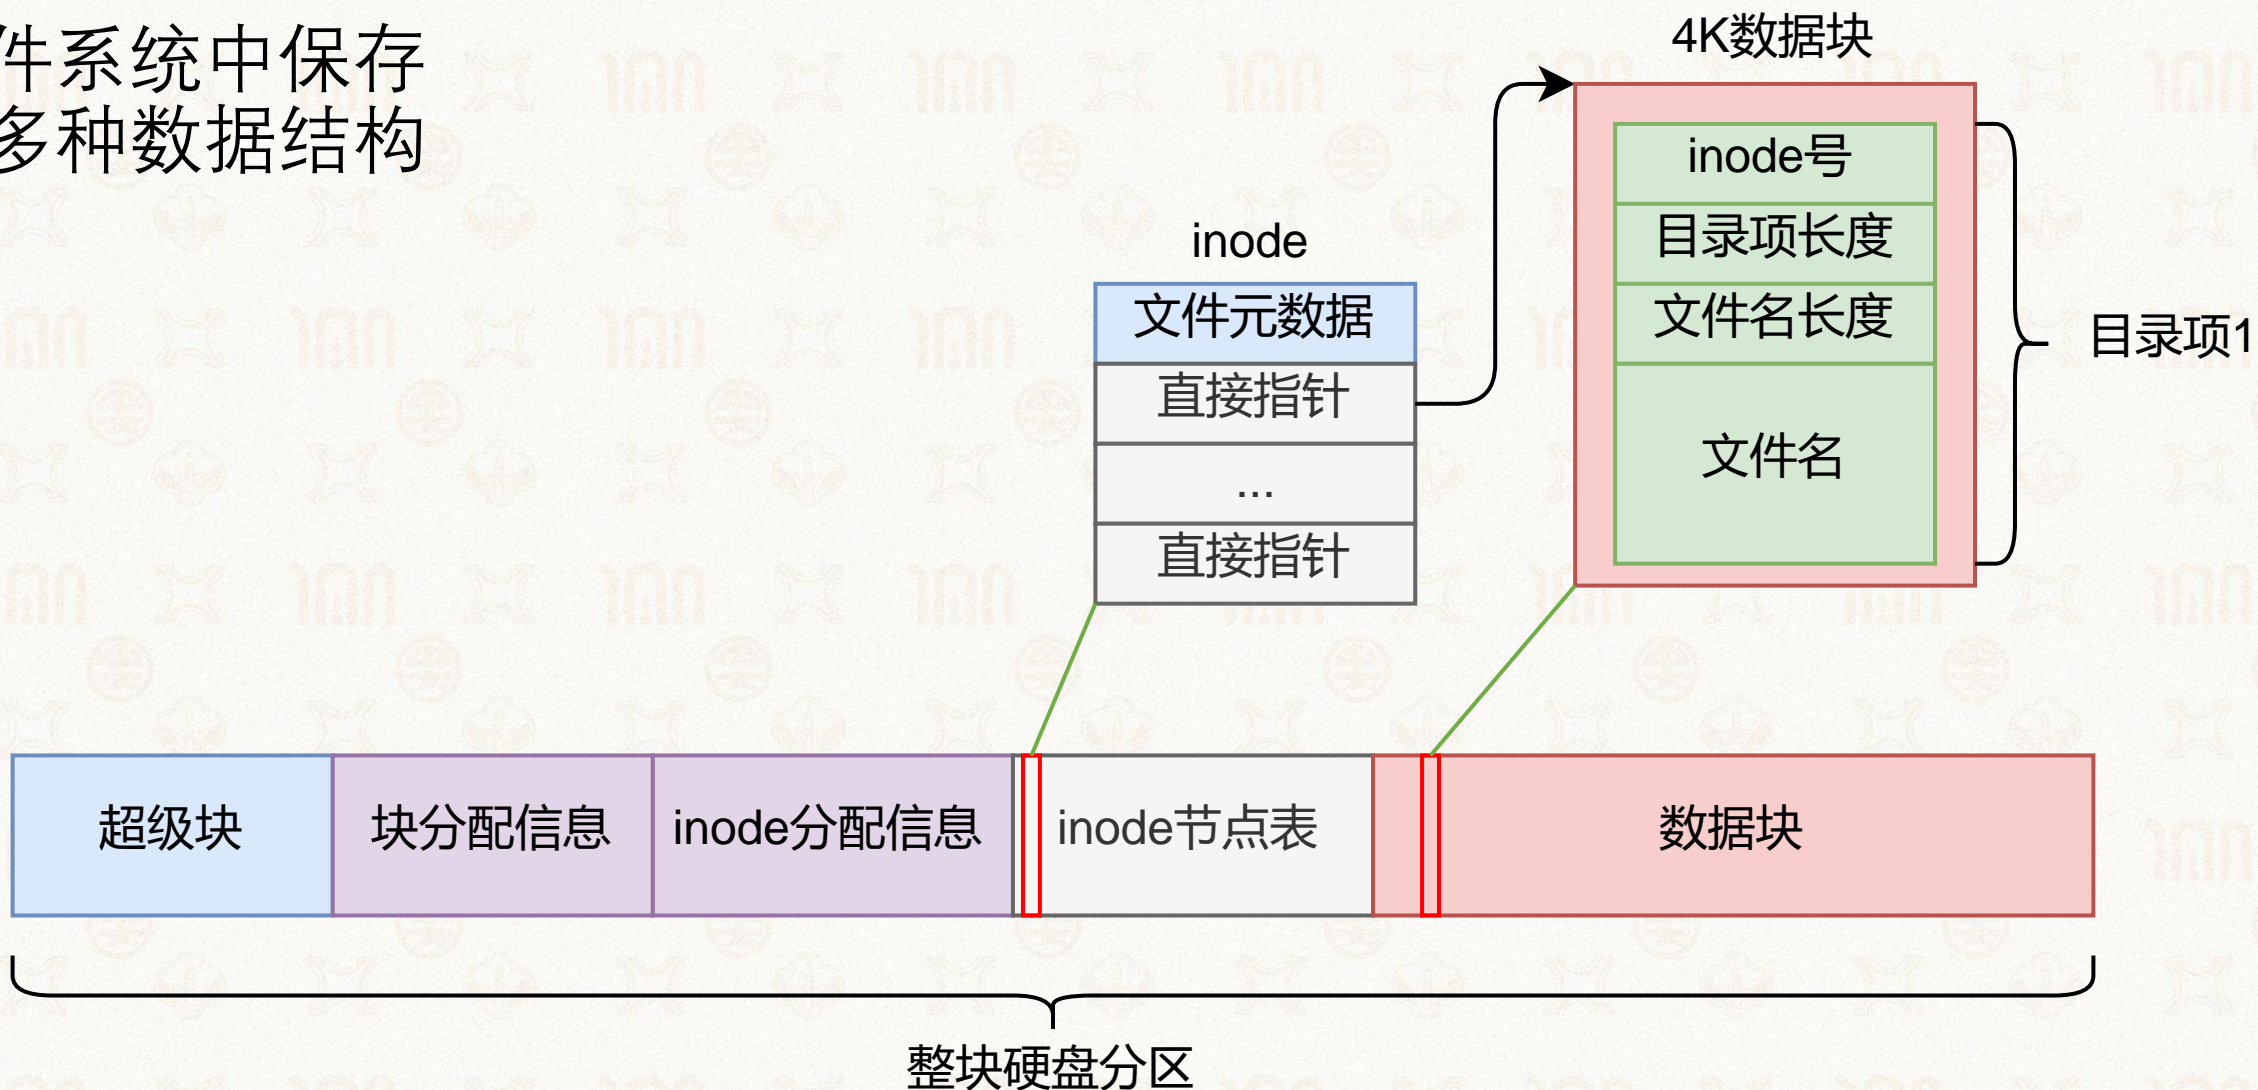 件系统中保存
多种数据结构
4K数据块
inode号
目录项长度
文件名长度
文件名
目录项1
inode
文件元数据
直接指针
...
直接指针
超级块
块分配信息
inode分配信息
inode节点表
数据块
整块硬盘分区